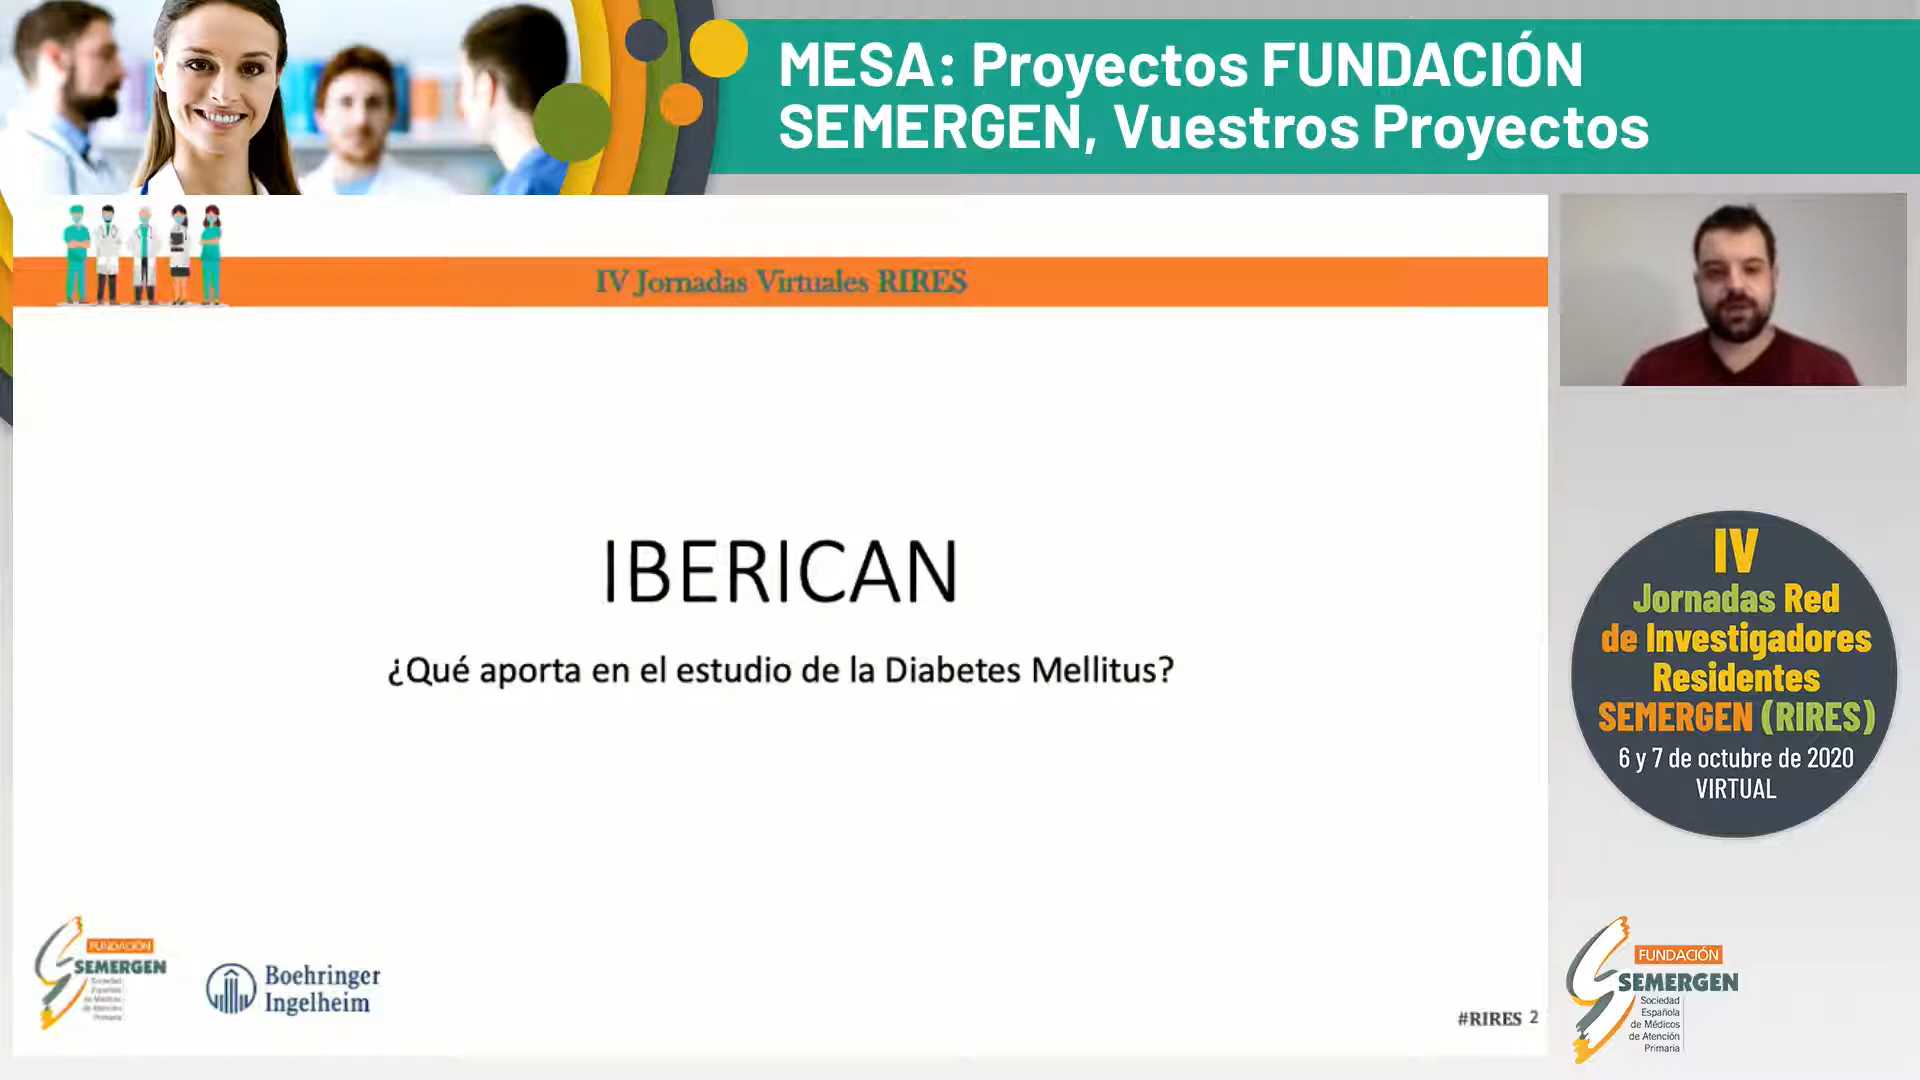 MESA: Proyectos FUNDACIÓN
SEMERGEN, Vuestros Proyectos
IV Jornadas Virtuales RIRES
IBERICAN
¿Qué aporta en el estudio de la Diabetes Mellitus?
FUNDACIÓN
SEMERGEN
Sociedad
Española
de Médicos
de Atención
Primaria
Boehringer
Ingelheim
#RIRES 2
IV
Jornadas Red
de Investigadores
Residentes
SEMERGEN (RIRES)
6 y 7 de octubre de 2020
VIRTUAL
FUNDACIÓN
SEMERGEN
Sociedad
Española
de Médicos
de Atención
Primaria